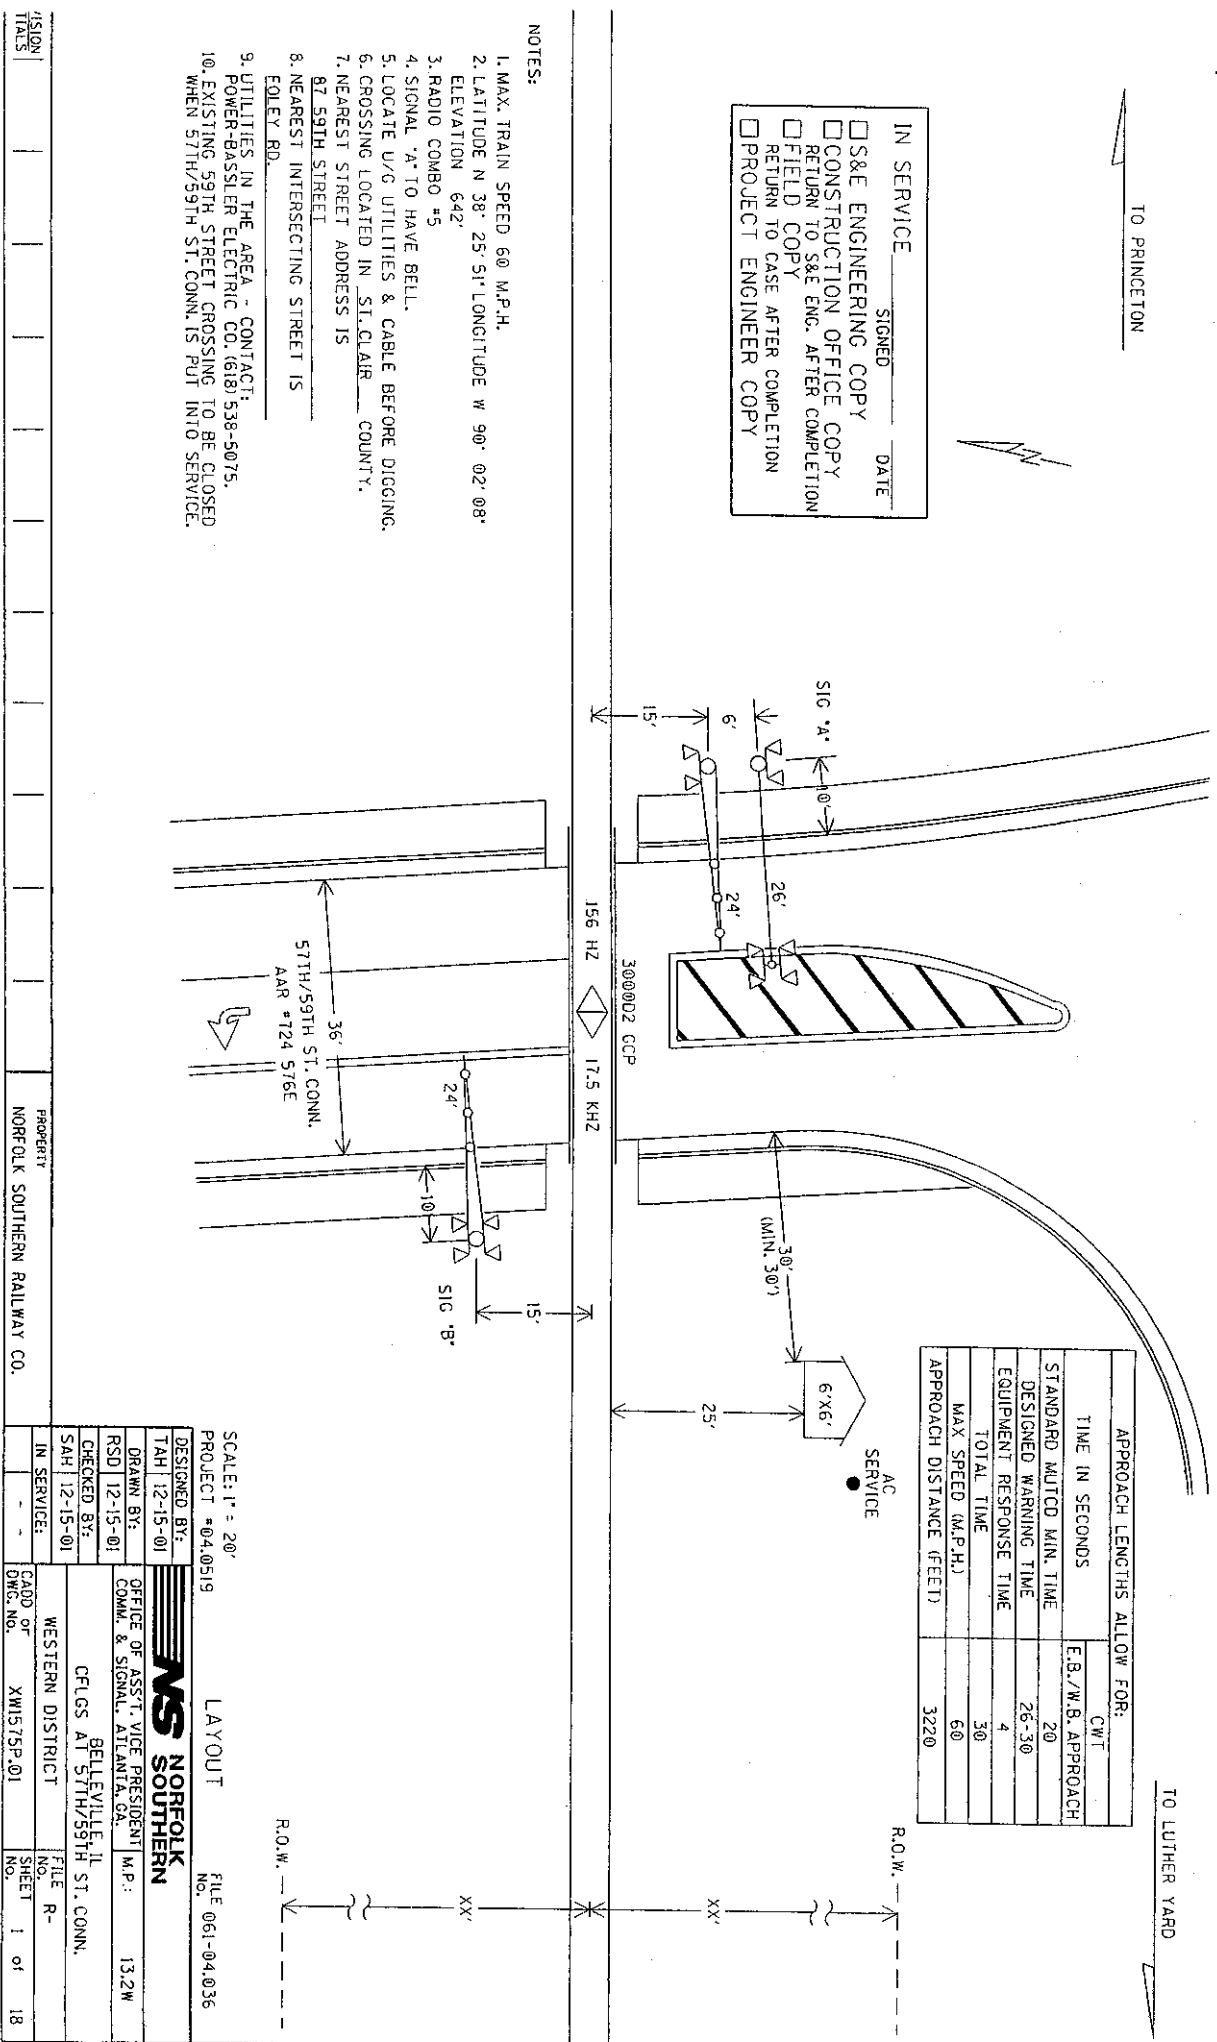 TO PRINCETON
TO LUTHER YARD
IN SERVICE
SIGNED DATE
S&E ENGINEERING COPY
CONSTRUCTION OFFICE COPY
RETURN TO S&E ENG. AFTER COMPLETION
FIELD COPY
RETURN TO CASE AFTER COMPLETION
PROJECT ENGINEER COPY
APPROACH LENGTHS ALLOW FOR:
TIME IN SECONDS
CWT
E.B./W.B. APPROACH
STANDARD MUTCD MIN. TIME 20
DESIGNED WARNING TIME 26-30
EQUIPMENT RESPONSE TIME 4
TOTAL TIME 30
MAX SPEED (M.P.H.) 60
APPROACH DISTANCE (FEET) 3220
SIG "A"
10'
6'
15'
26'
24'
30'
(MIN. 30')
6'X6'
AC
SERVICE
25'
R.O.W.
XX'
3000D2 GCP
156 HZ 17.5 KHZ
XX'
R.O.W.
15'
SIG "B"
10'
24'
36'
57TH/59TH ST. CONN.
AAR #724 576E
NOTES:
1. MAX. TRAIN SPEED 60 M.P.H.
2. LATITUDE N 38° 25' 51" LONGITUDE W 90° 02' 08"
ELEVATION 642'
3. RADIO COMBO #5
4. SIGNAL "A" TO HAVE BELL.
5. LOCATE U/G UTILITIES & CABLE BEFORE DIGGING.
6. CROSSING LOCATED IN ST. CLAIR COUNTY.
7. NEAREST STREET ADDRESS IS
87 59TH STREET
8. NEAREST INTERSECTING STREET IS
FOLEY RD.
9. UTILITIES IN THE AREA - CONTACT:
POWER-BASSLER ELECTRIC CO. (618) 538-5075.
10. EXISTING 59TH STREET CROSSING TO BE CLOSED
WHEN 57TH/59TH ST. CONN. IS PUT INTO SERVICE.
SCALE: 1" = 20'
PROJECT #04.0519
LAYOUT
FILE NO. 061-04.036
VISION
TIALS
PROPERTY
NORFOLK SOUTHERN RAILWAY CO.
DESIGNED BY:
TAH 12-15-01
DRAWN BY:
RSD 12-15-01
CHECKED BY:
SAH 12-15-01
IN SERVICE:
- -
NS NORFOLK
SOUTHERN
OFFICE OF ASS'T. VICE PRESIDENT
COMM. & SIGNAL, ATLANTA, GA.
M.P.: 13.2W
BELLEVILLE, IL
CFLGS AT 57TH/59TH ST. CONN.
WESTERN DISTRICT
FILE NO. R-
CADD or DWG. NO. XW1575P.01
SHEET NO. 1 of 18